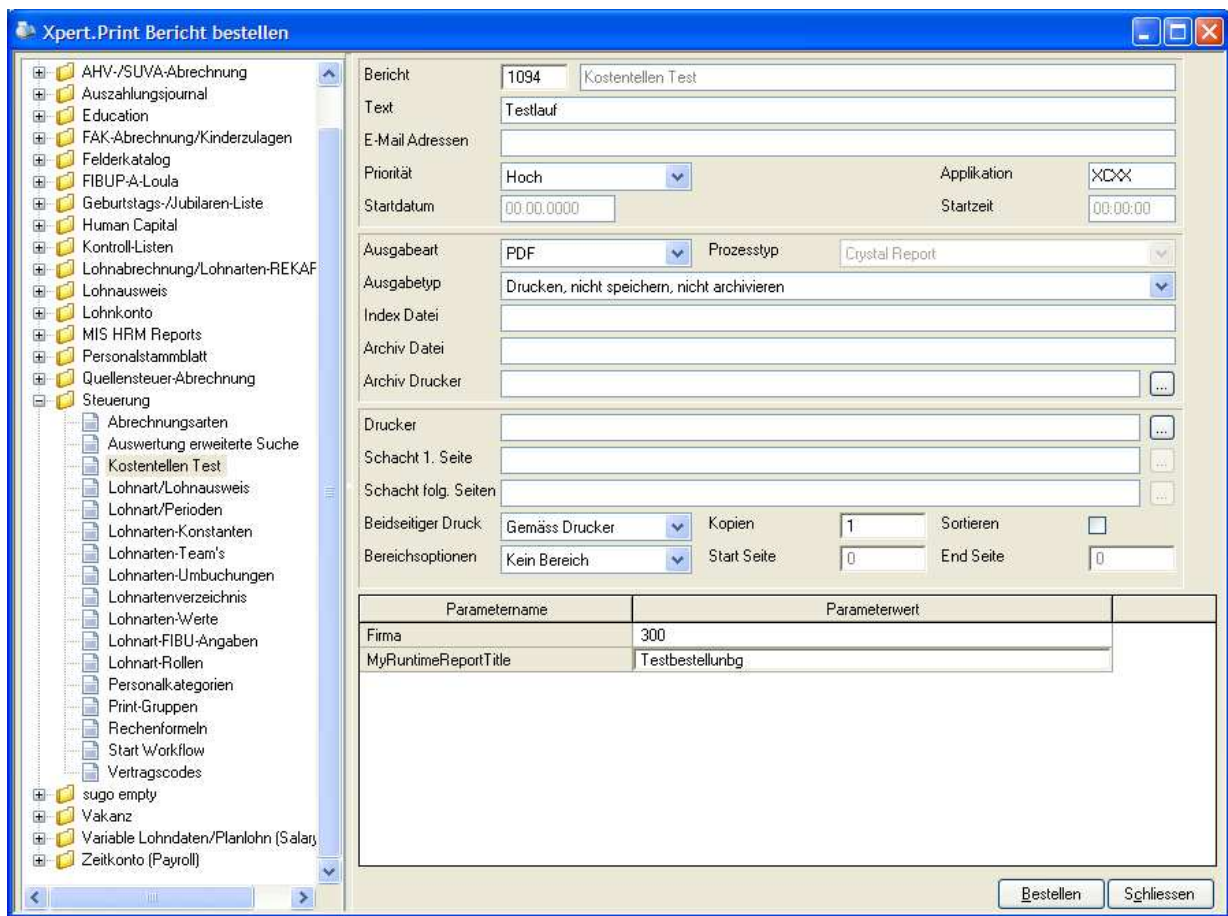 Xpert.Print Bericht bestellen
AHV-/SUVA-Abrechnung
Auszahlungsjournal
Education
FAK-Abrechnung/Kinderzulagen
Felderkatalog
FIBUP-A-Loula
Geburtstags-/Jubilaren-Liste
Human Capital
Kontroll-Listen
Lohnabrechnung/Lohnarten-REKAP
Lohnausweis
Lohnkonto
MIS HRM Reports
Personalstammblatt
Quellensteuer-Abrechnung
Steuerung
Abrechnungsarten
Auswertung erweiterte Suche
Kostentellen Test
Lohnart/Lohnausweis
Lohnart/Perioden
Lohnarten-Konstanten
Lohnarten-Team's
Lohnarten-Umbuchungen
Lohnartenverzeichnis
Lohnarten-Werte
Lohnart-FIBU-Angaben
Lohnart-Rollen
Personalkategorien
Print-Gruppen
Rechenformeln
Start Workflow
Vertragscodes
sugo empty
Vakanz
Variable Lohndaten/Planlohn (Salary
Zeitkonto (Payroll)
Bericht 1094 Kostentellen Test
Text Testlauf
E-Mail Adressen
Priorität Hoch Applikation XCXX
Startdatum 00.00.0000 Startzeit 00:00:00
Ausgabeart PDF Prozesstyp Crystal Report
Ausgabetyp Drucken, nicht speichern, nicht archivieren
Index Datei
Archiv Datei
Archiv Drucker ...
Drucker ...
Schacht 1. Seite ...
Schacht folg. Seiten ...
Beidseitiger Druck Gemäss Drucker Kopien 1 Sortieren
Bereichsoptionen Kein Bereich Start Seite 0 End Seite 0
Parametername Parameterwert
Firma 300
MyRuntimeReportTitle Testbestellunbg
Bestellen Schliessen